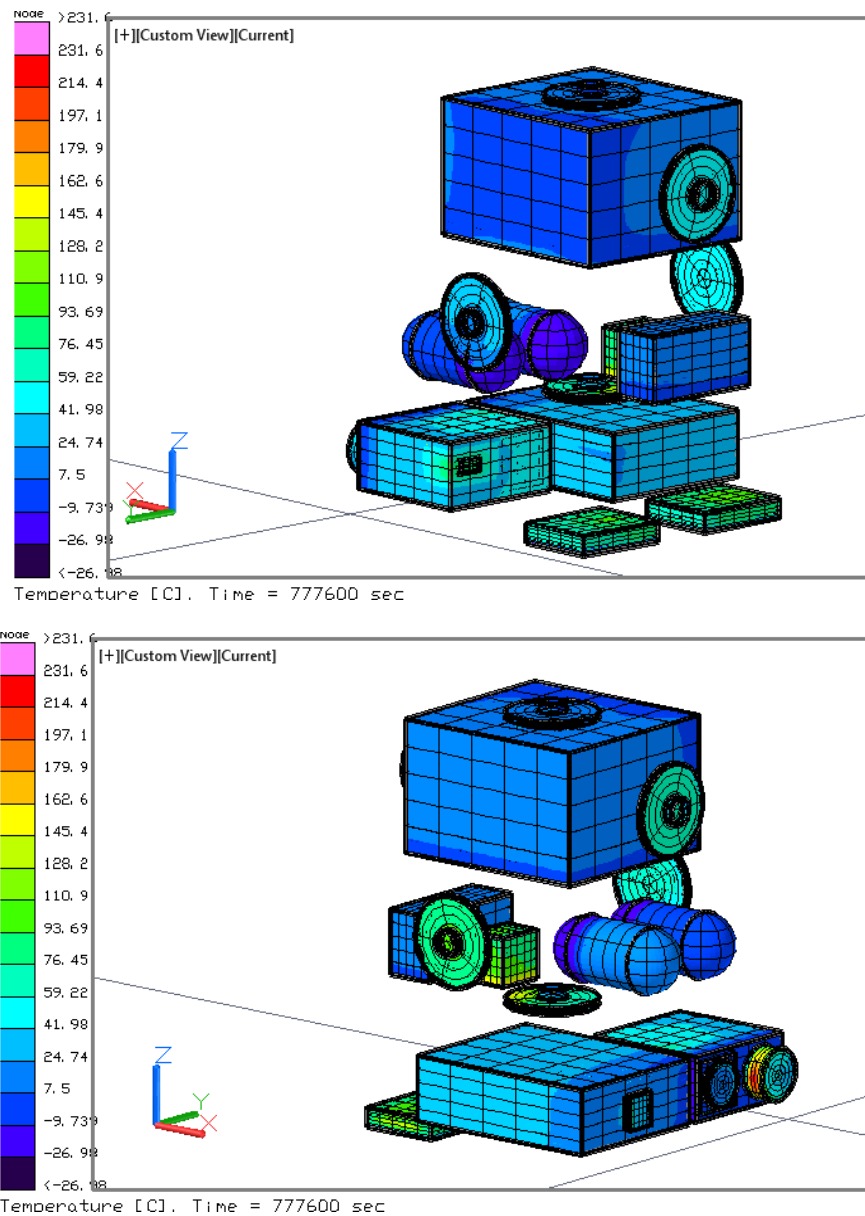 Node >231.6
[+][Custom View][Current]
231.6
214.4
197.1
179.9
162.6
145.4
128.2
110.9
93.69
76.45
59.22
41.98
24.74
7.5
-9.739
-26.98
<-26.98
Z
X
Y
Temperature [C], Time = 777600 sec
Node >231.6
[+][Custom View][Current]
231.6
214.4
197.1
179.9
162.6
145.4
128.2
110.9
93.69
76.45
59.22
41.98
24.74
7.5
-9.739
-26.98
<-26.98
Z
Y
X
Temperature [C], Time = 777600 sec